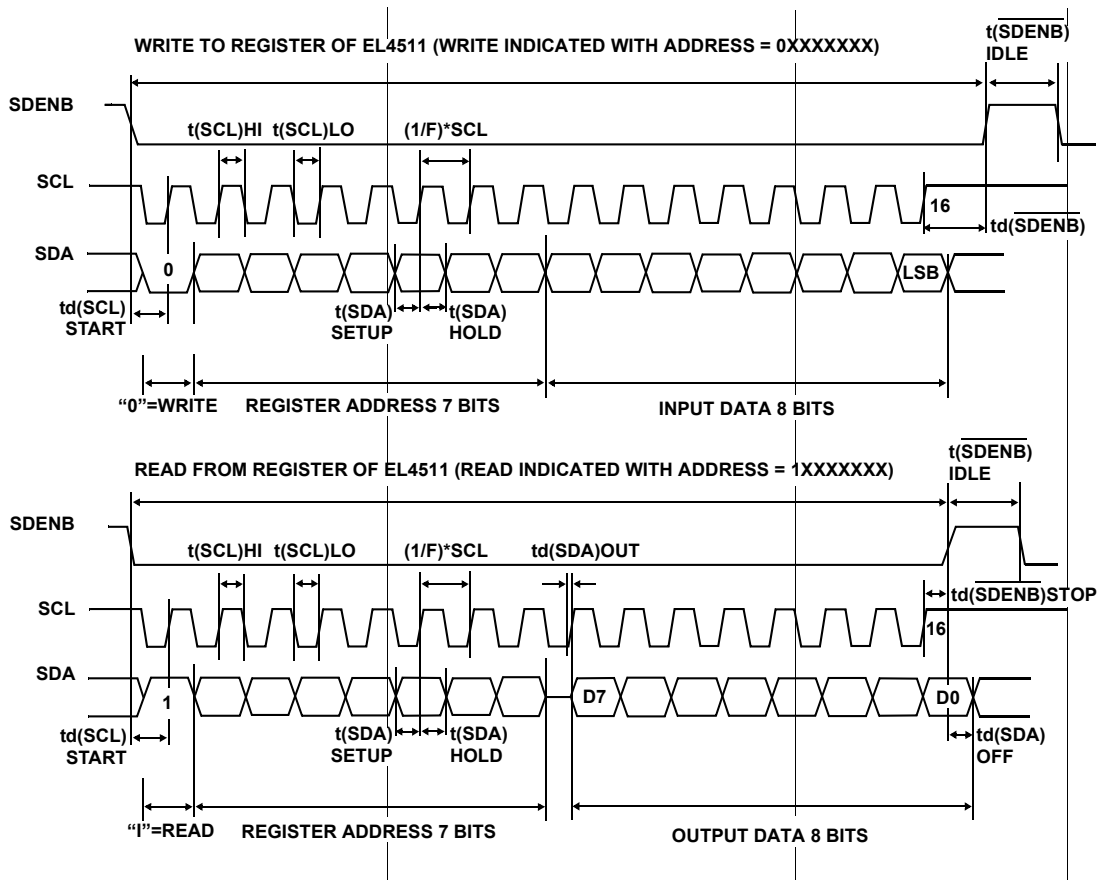 WRITE TO REGISTER OF EL4511 (WRITE INDICATED WITH ADDRESS = 0XXXXXXX)
t(SDENB)
IDLE
SDENB
t(SCL)HI
t(SCL)LO
(1/F)*SCL
SCL
16
td(SDENB)
SDA
0
LSB
td(SCL)
START
t(SDA)
SETUP
t(SDA)
HOLD
"0"=WRITE
REGISTER ADDRESS 7 BITS
INPUT DATA 8 BITS
READ FROM REGISTER OF EL4511 (READ INDICATED WITH ADDRESS = 1XXXXXXX)
t(SDENB)
IDLE
SDENB
t(SCL)HI
t(SCL)LO
(1/F)*SCL
td(SDA)OUT
SCL
16
td(SDENB)STOP
SDA
1
D7
D0
td(SCL)
START
t(SDA)
SETUP
t(SDA)
HOLD
td(SDA)
OFF
"I"=READ
REGISTER ADDRESS 7 BITS
OUTPUT DATA 8 BITS